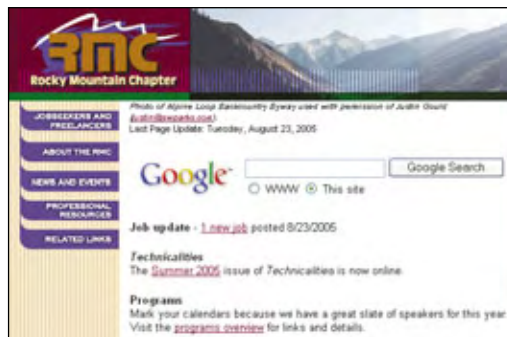 RMC
Rocky Mountain Chapter
Photo of Alpine Loop Backcountry Byway used with permission of Justin Gould
Last Page Update: Tuesday, August 23, 2005
JOBSEEKERS AND
FREELANCERS
ABOUT THE RMC
NEWS AND EVENTS
PROFESSIONAL
RESOURCES
RELATED LINKS
Google
Google Search
WWW This site
Job update - 1 new job posted 8/23/2005
Technicalities
The Summer 2005 issue of Technicalities is now online.
Programs
Mark your calendars because we have a great slate of speakers for this year
Visit the programs overview for links and details.